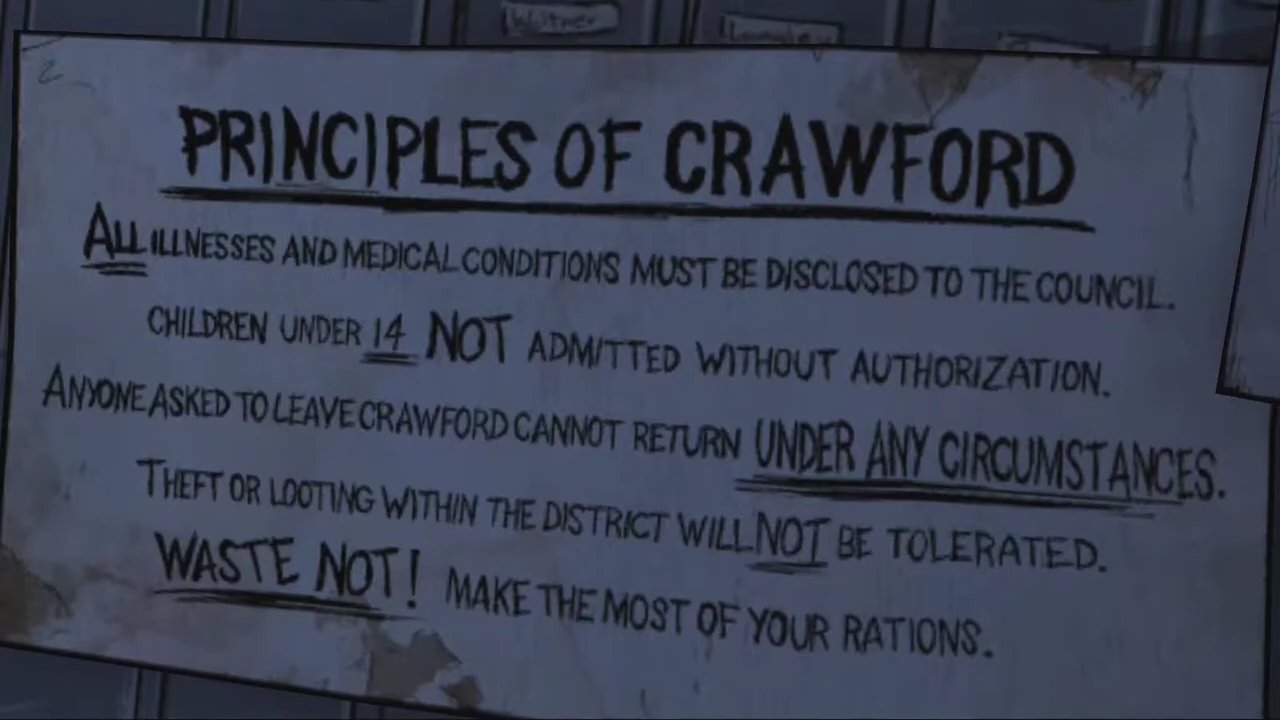 PRINCIPLES OF CRAWFORD
ALL ILLNESSES AND MEDICAL CONDITIONS MUST BE DISCLOSED TO THE COUNCIL.
CHILDREN UNDER 14 NOT ADMITTED WITHOUT AUTHORIZATION.
ANYONE ASKED TO LEAVE CRAWFORD CANNOT RETURN UNDER ANY CIRCUMSTANCES.
THEFT OR LOOTING WITHIN THE DISTRICT WILL NOT BE TOLERATED.
WASTE NOT! MAKE THE MOST OF YOUR RATIONS.